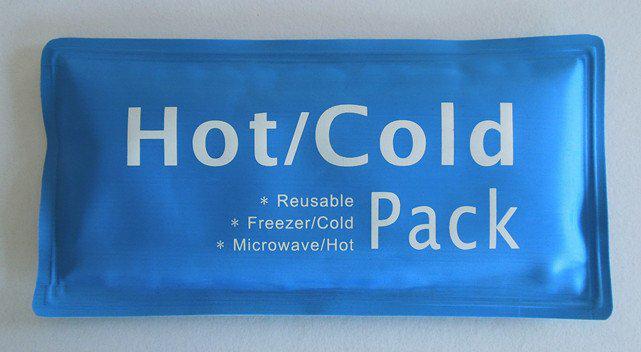 Hot/Cold
* Reusable
* Freezer/Cold
* Microwave/Hot
Pack